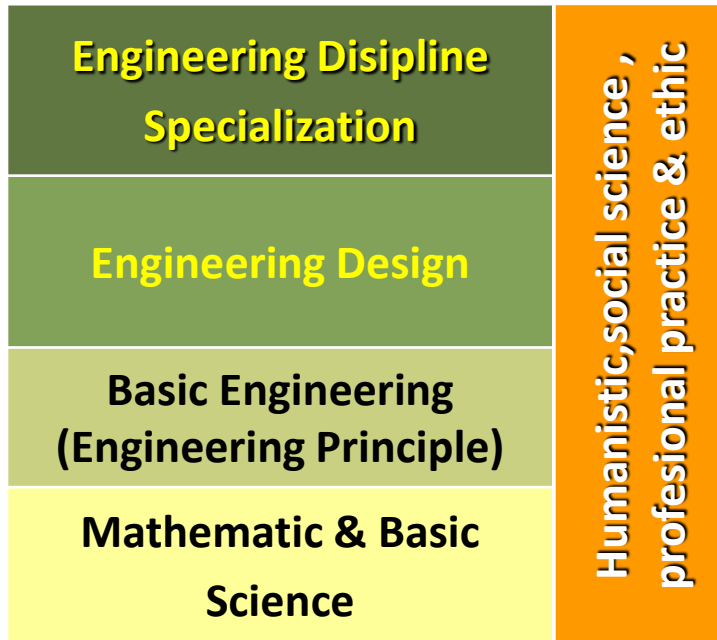 Engineering Disipline
Specialization
Engineering Design
Basic Engineering
(Engineering Principle)
Mathematic & Basic
Science
Humanistic,social science ,
profesional practice & ethic